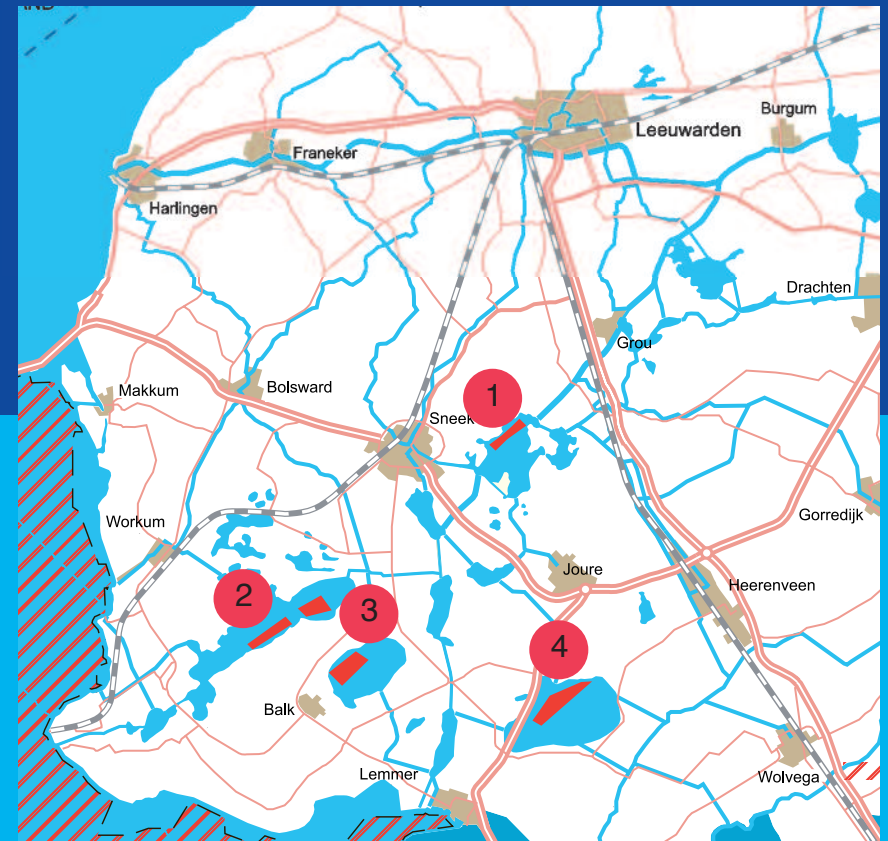 Burgum
Leeuwarden
Franeker
Harlingen
Drachten
Grou
Makkum
Bolsward
1
Sneek
Workum
Gorredijk
Joure
Heerenveen
2
3
4
Balk
Lemmer
Wolvega